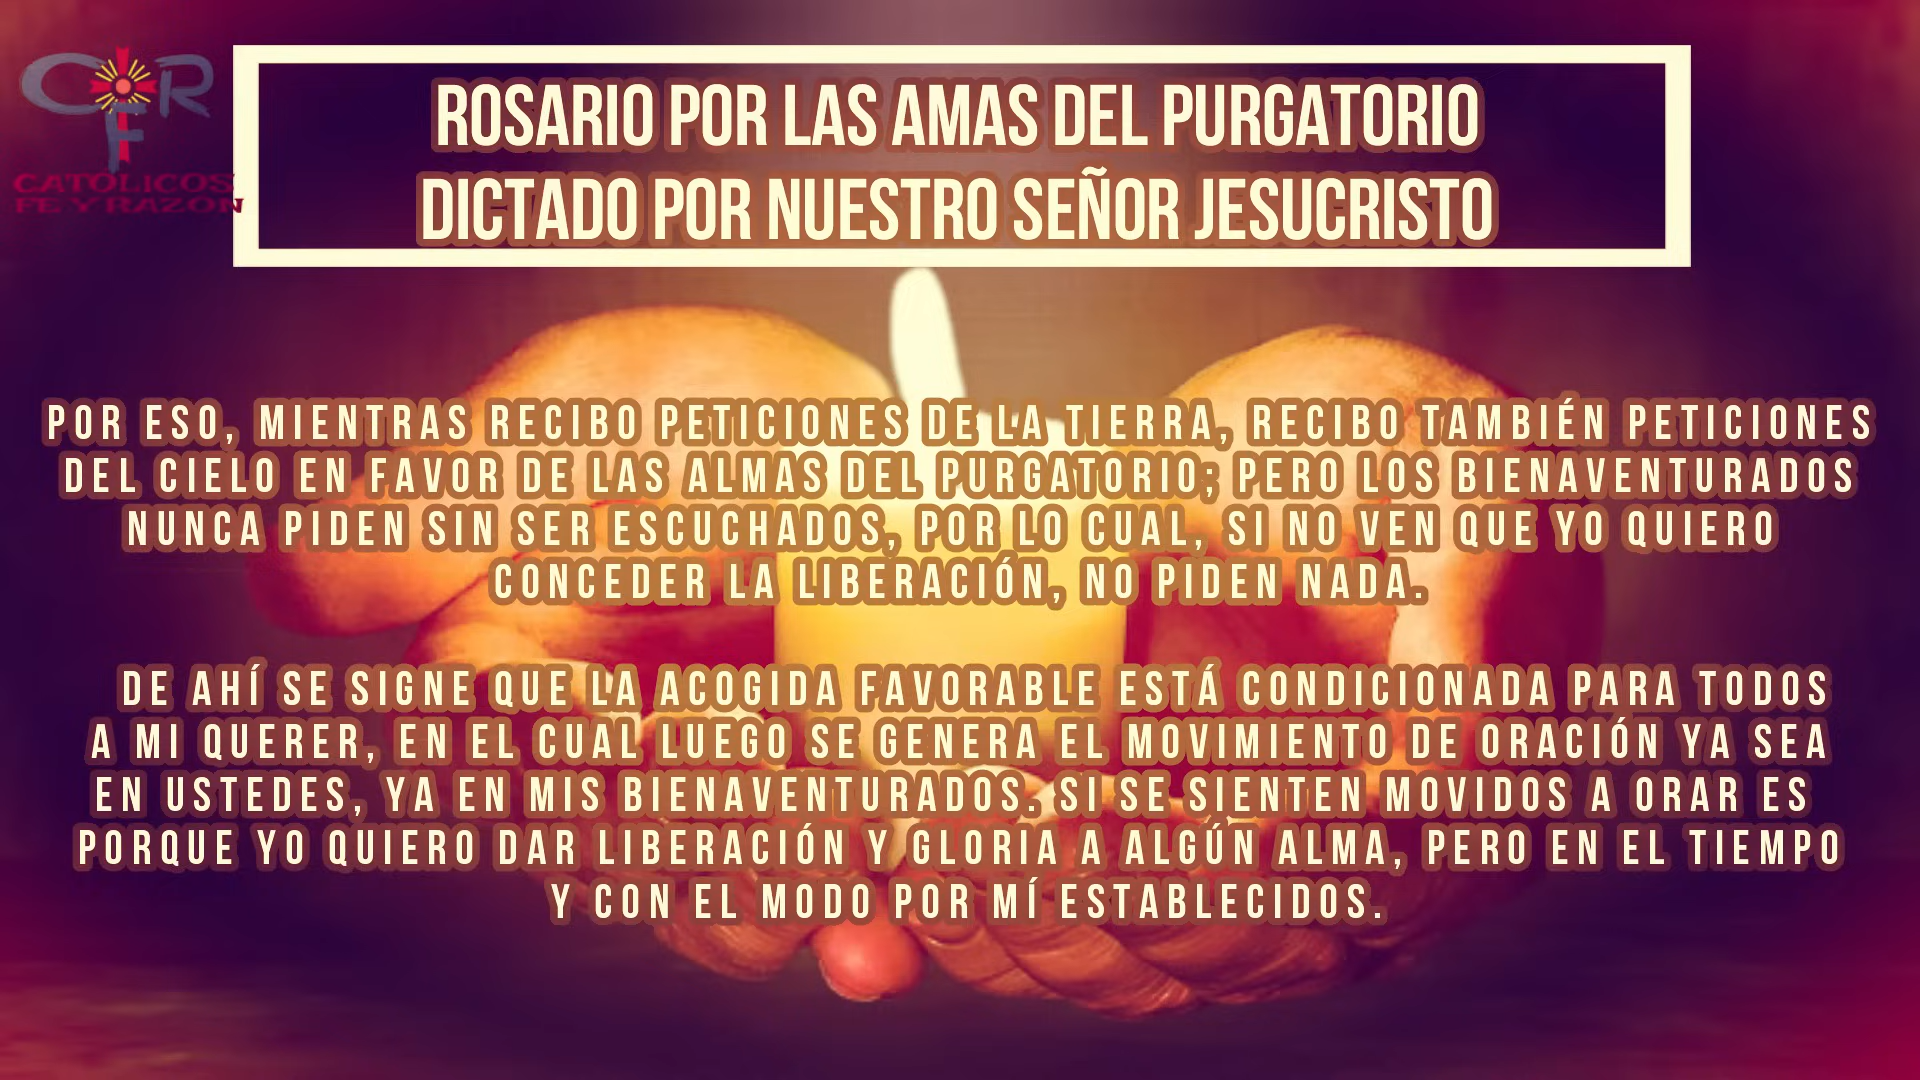 CFR
CATÓLICOS
FE Y RAZÓN
ROSARIO POR LAS AMAS DEL PURGATORIO
DICTADO POR NUESTRO SEÑOR JESUCRISTO
POR ESO, MIENTRAS RECIBO PETICIONES DE LA TIERRA, RECIBO TAMBIÉN PETICIONES
DEL CIELO EN FAVOR DE LAS ALMAS DEL PURGATORIO; PERO LOS BIENAVENTURADOS
NUNCA PIDEN SIN SER ESCUCHADOS, POR LO CUAL, SI NO VEN QUE YO QUIERO
CONCEDER LA LIBERACIÓN, NO PIDEN NADA.
DE AHÍ SE SIGNE QUE LA ACOGIDA FAVORABLE ESTÁ CONDICIONADA PARA TODOS
A MI QUERER, EN EL CUAL LUEGO SE GENERA EL MOVIMIENTO DE ORACIÓN YA SEA
EN USTEDES, YA EN MIS BIENAVENTURADOS. SI SE SIENTEN MOVIDOS A ORAR ES
PORQUE YO QUIERO DAR LIBERACIÓN Y GLORIA A ALGÚN ALMA, PERO EN EL TIEMPO
Y CON EL MODO POR MÍ ESTABLECIDOS.